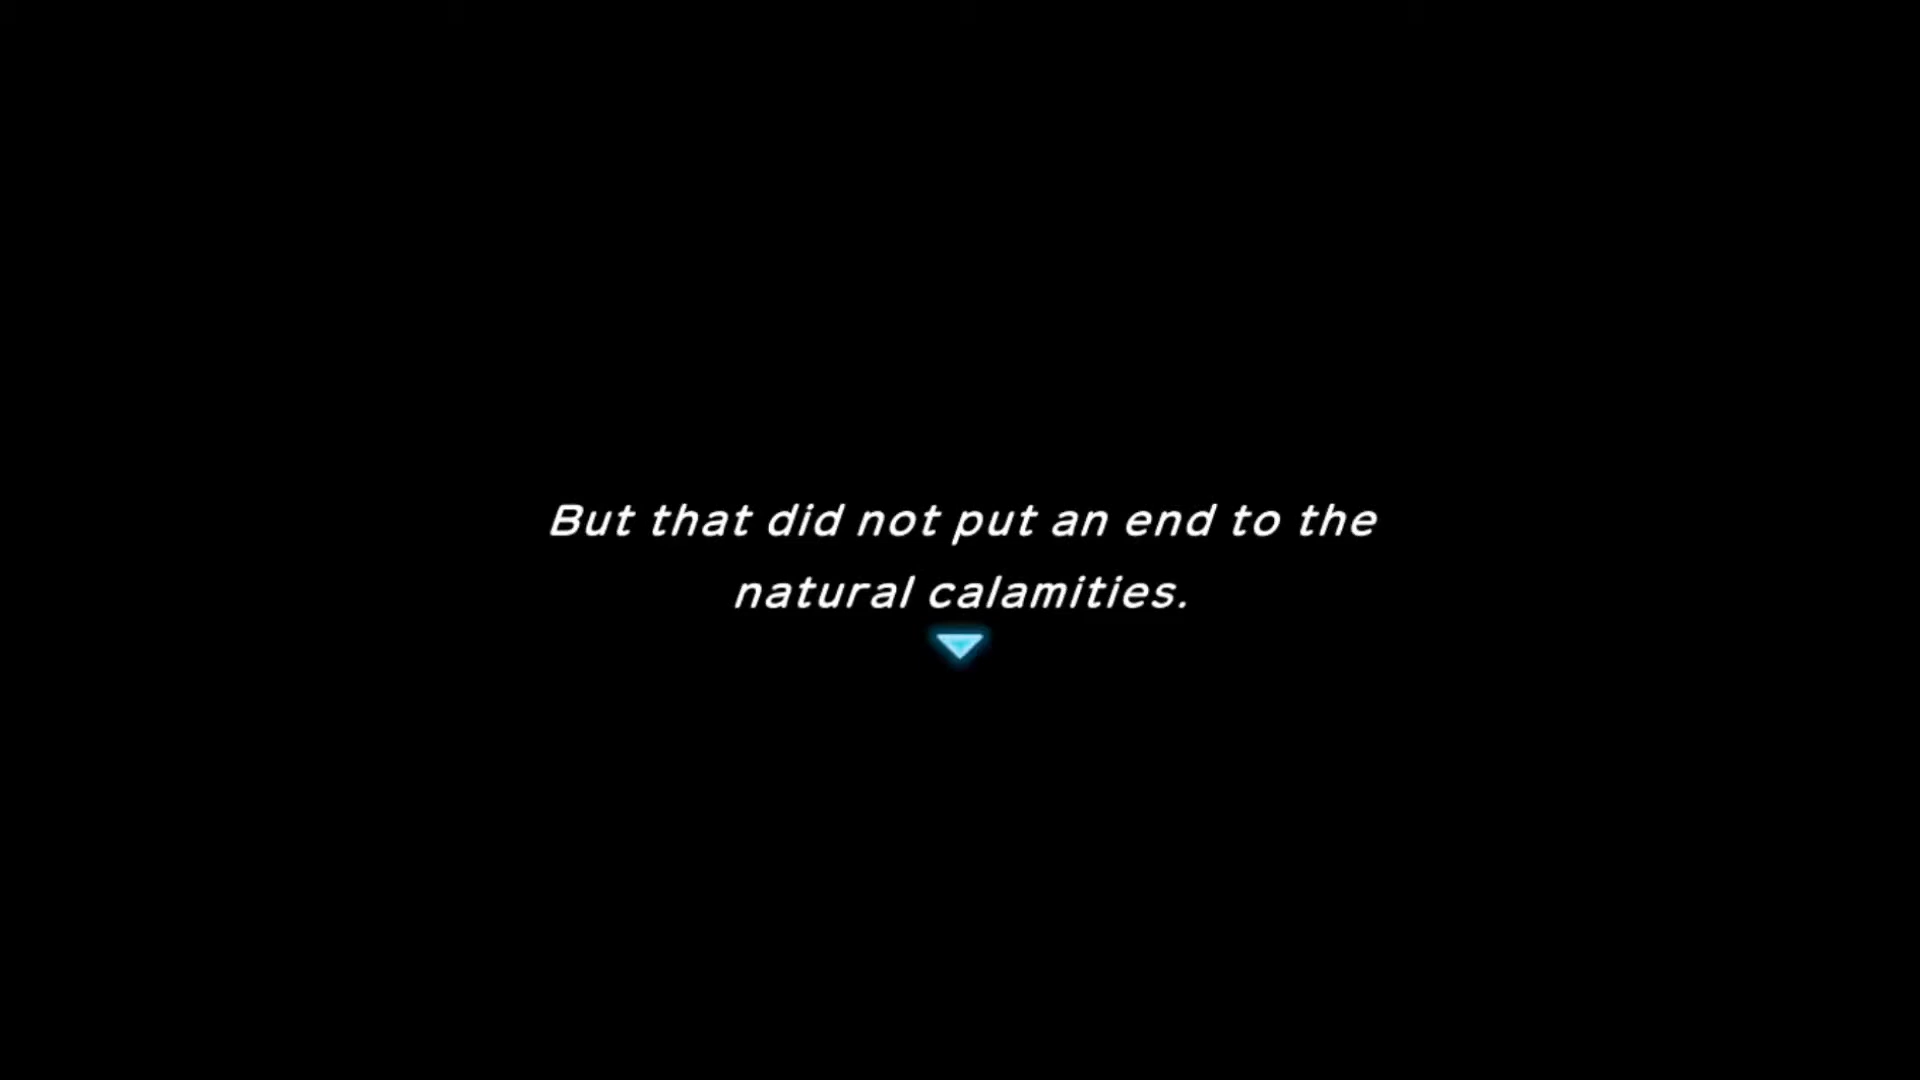 But that did not put an end to the
natural calamities.